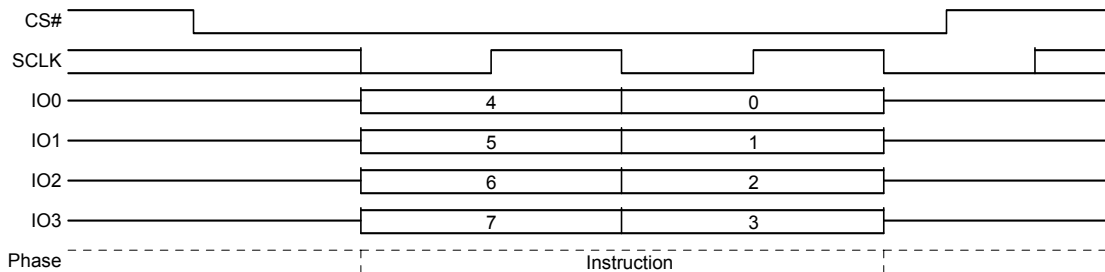 CS#
SCLK
IO0 4 0
IO1 5 1
IO2 6 2
IO3 7 3
Phase Instruction